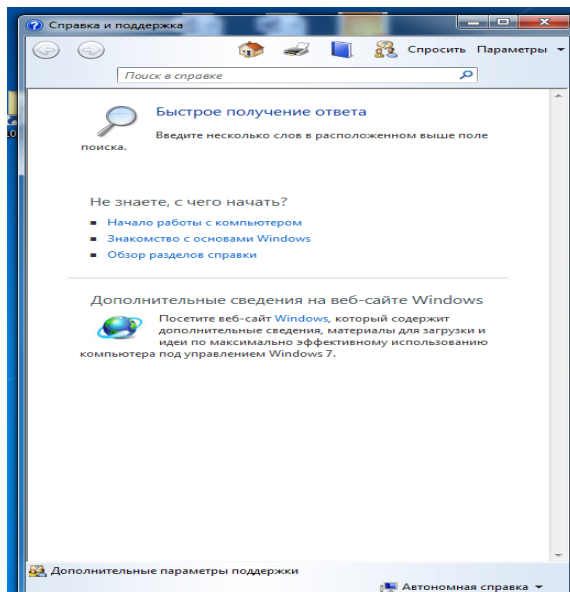 Справка и поддержка
Спросить Параметры
Поиск в справке
Быстрое получение ответа
Введите несколько слов в расположенном выше поле
поиска.
Не знаете, с чего начать?
Начало работы с компьютером
Знакомство с основами Windows
Обзор разделов справки
Дополнительные сведения на веб-сайте Windows
Посетите веб-сайт Windows, который содержит
дополнительные сведения, материалы для загрузки и
идеи по максимально эффективному использованию
компьютера под управлением Windows 7.
Дополнительные параметры поддержки
Автономная справка